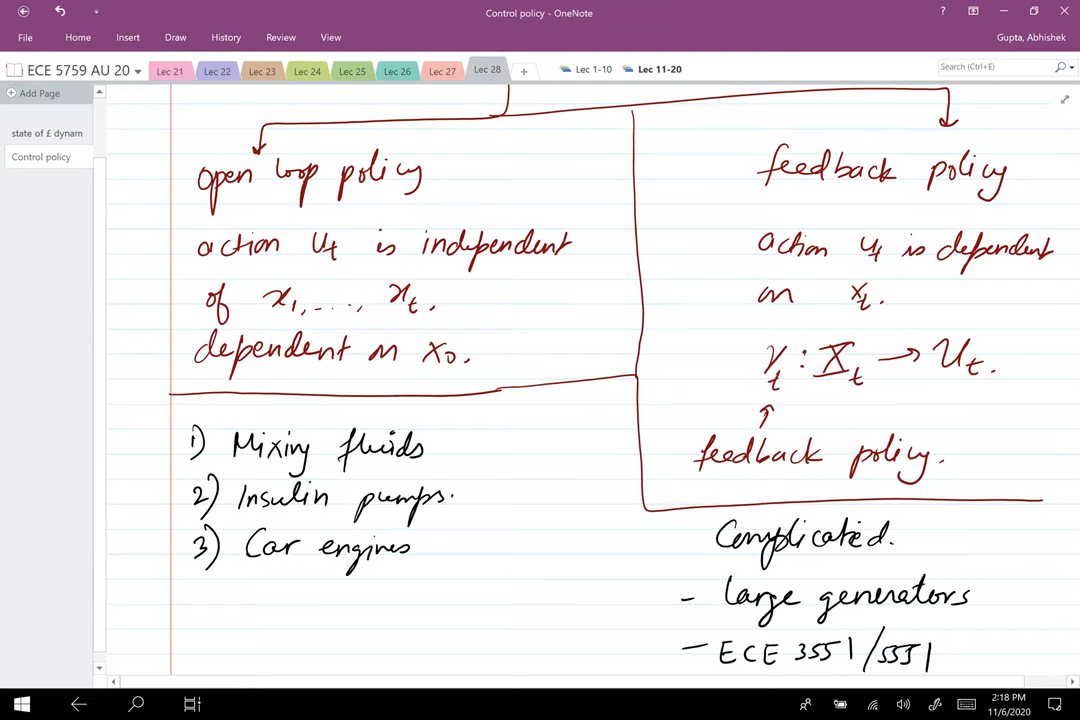 Control policy - OneNote
?
Gupta, Abhishek
File Home Insert Draw History Review View
ECE 5759 AU 20
Lec 21 Lec 22 Lec 23 Lec 24 Lec 25 Lec 26 Lec 27 Lec 28 + Lec 1-10 Lec 11-20
Search (Ctrl+E)
Add Page
state of £ dynam
Control policy
open loop policy
action ut is independent
of x1, ..., xt,
dependent on x0.
1) Mixing fluids
2) Insulin pumps.
3) Car engines
feedback policy
action ut is dependent
on xt.
γt : Xt → Ut.
↑
feedback policy.
Complicated.
- large generators
- ECE 3551/5551
2:18 PM
11/6/2020